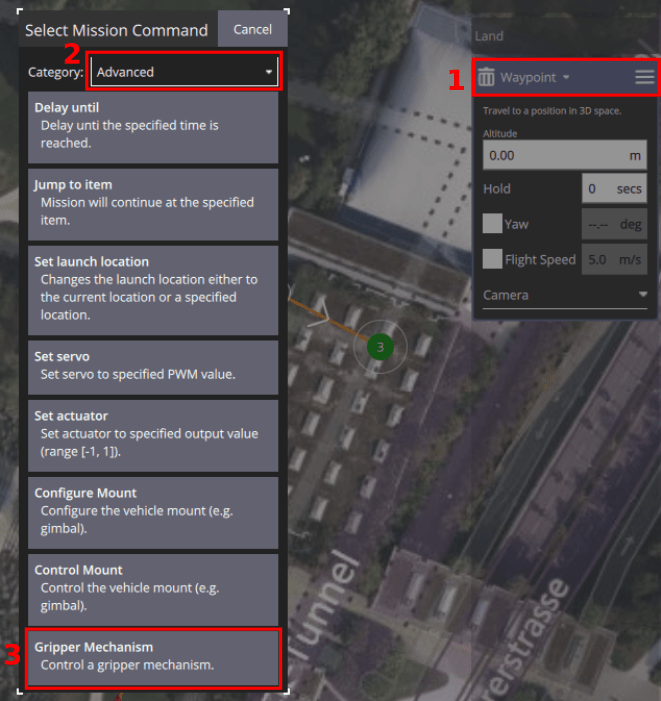 Select Mission Command
Cancel
Land
2
Category:
Advanced
1
Waypoint
Delay until
Delay unti the specified time is
reached.
Travel to a position in 3D space.
Altitude
0.00 m
Jump to item
Mission will continue at the specified
item.
Hold
0 secs
Yaw
--.-- deg
Set launch location
Changes the launch location either to
the current location or a specified
location.
Flight Speed
5.0 m/s
Camera
Set servo
Set servo to specified PWM value.
3
Set actuator
Set actuator to specified output value
(range [-1, 1]).
Configure Mount
Configure the vehicle mount (e.g.
gimbal).
Control Mount
Control the vehicle mount (e.g.
gimbal).
3
Gripper Mechanism
Control a gripper mechanism.
Tunnel
rerstrasse